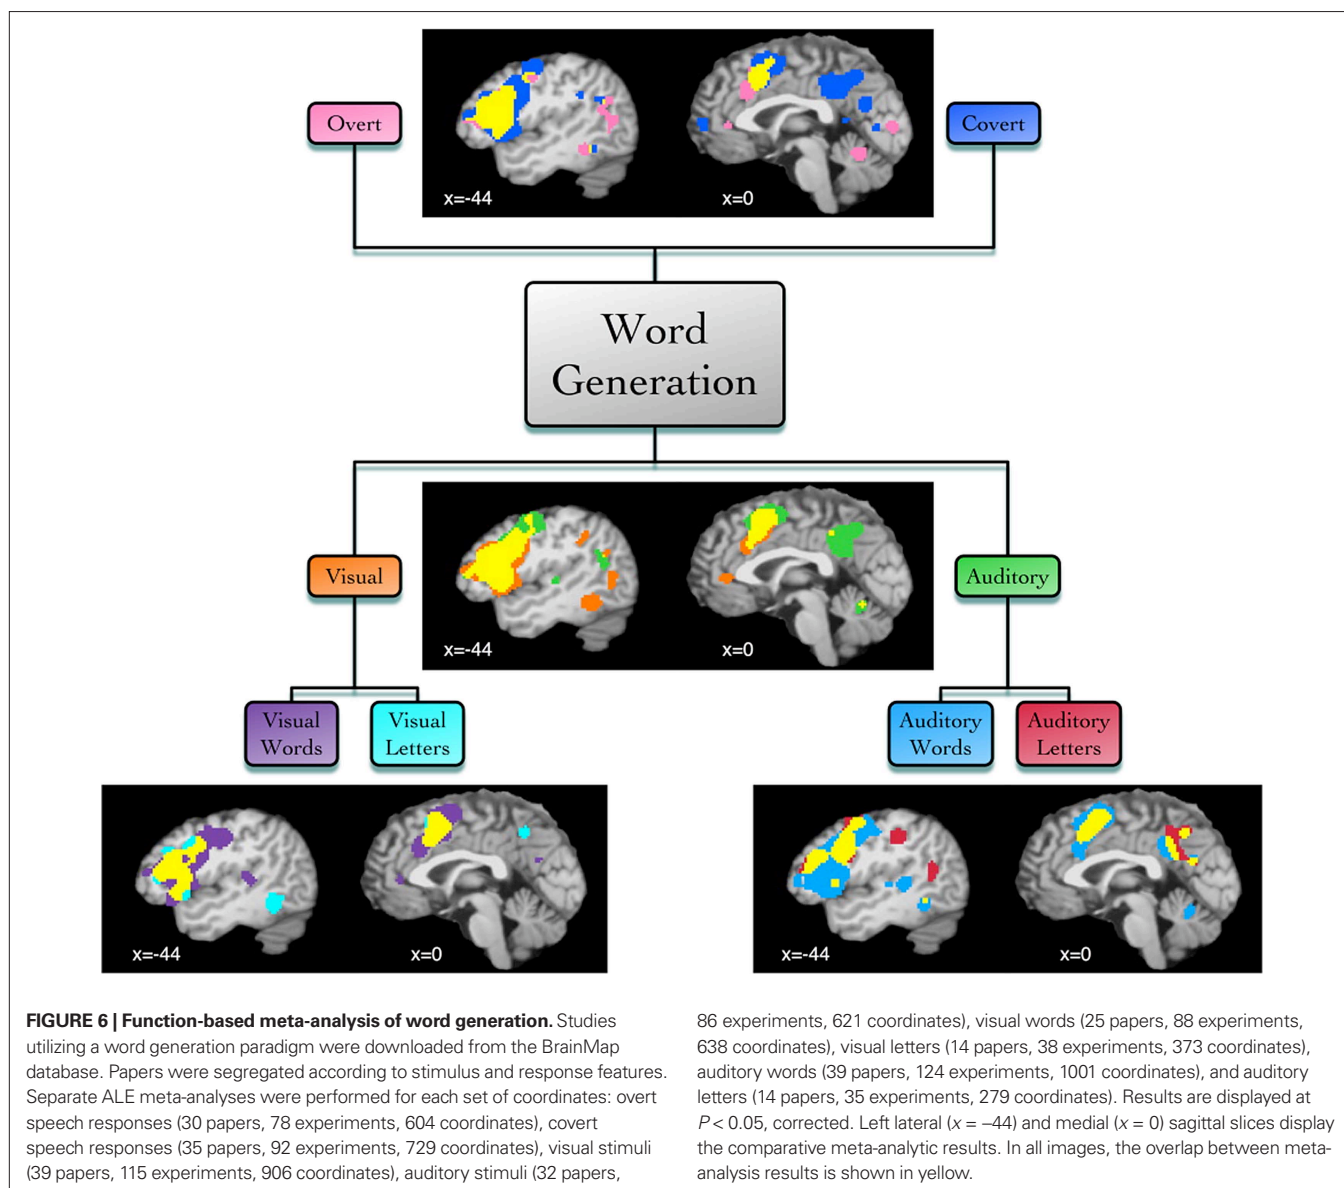 Overt
Covert
x=-44
x=0
Word
Generation
Visual
Auditory
x=-44
x=0
Visual
Words
Visual
Letters
Auditory
Words
Auditory
Letters
x=-44
x=0
x=-44
x=0
FIGURE 6 | Function-based meta-analysis of word generation. Studies
utilizing a word generation paradigm were downloaded from the BrainMap
database. Papers were segregated according to stimulus and response features.
Separate ALE meta-analyses were performed for each set of coordinates: overt
speech responses (30 papers, 78 experiments, 604 coordinates), covert
speech responses (35 papers, 92 experiments, 729 coordinates), visual stimuli
(39 papers, 115 experiments, 906 coordinates), auditory stimuli (32 papers,
86 experiments, 621 coordinates), visual words (25 papers, 88 experiments,
638 coordinates), visual letters (14 papers, 38 experiments, 373 coordinates),
auditory words (39 papers, 124 experiments, 1001 coordinates), and auditory
letters (14 papers, 35 experiments, 279 coordinates). Results are displayed at
P < 0.05, corrected. Left lateral (x = –44) and medial (x = 0) sagittal slices display
the comparative meta-analytic results. In all images, the overlap between meta-
analysis results is shown in yellow.